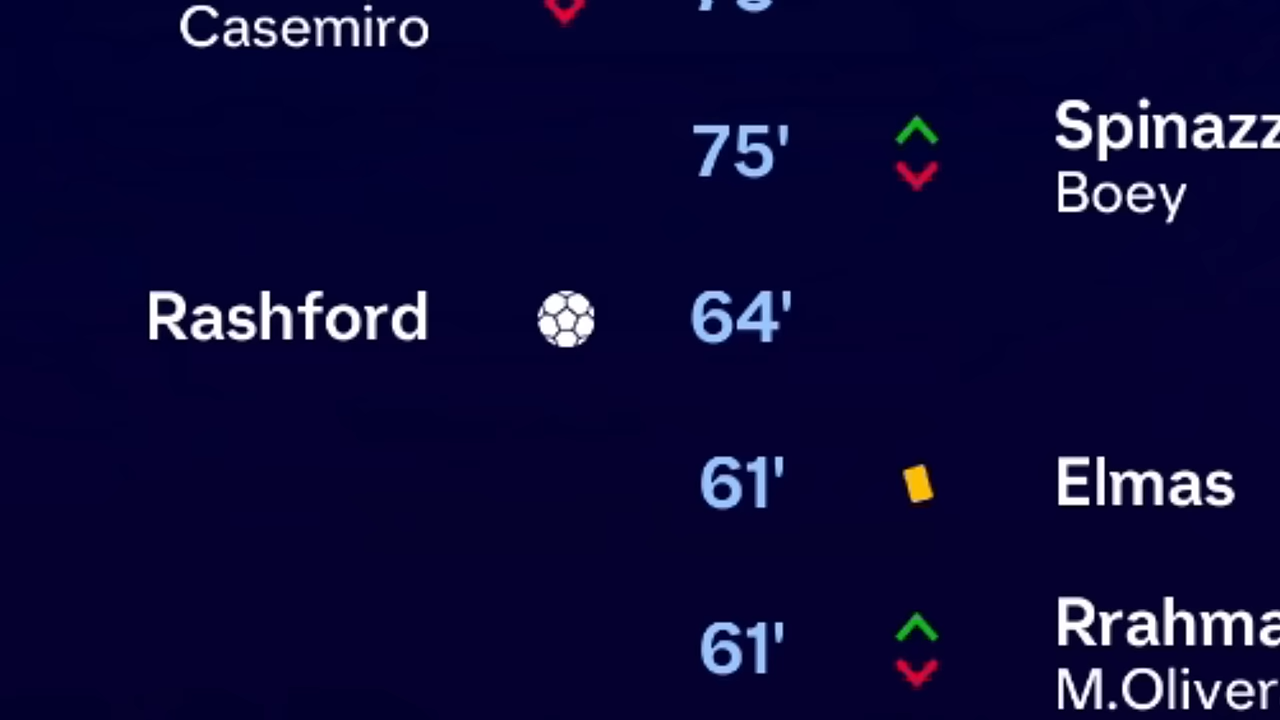 Casemiro
75'
Spinazz
Boey
Rashford 64'
61' Elmas
61'
Rrahma
M.Oliver